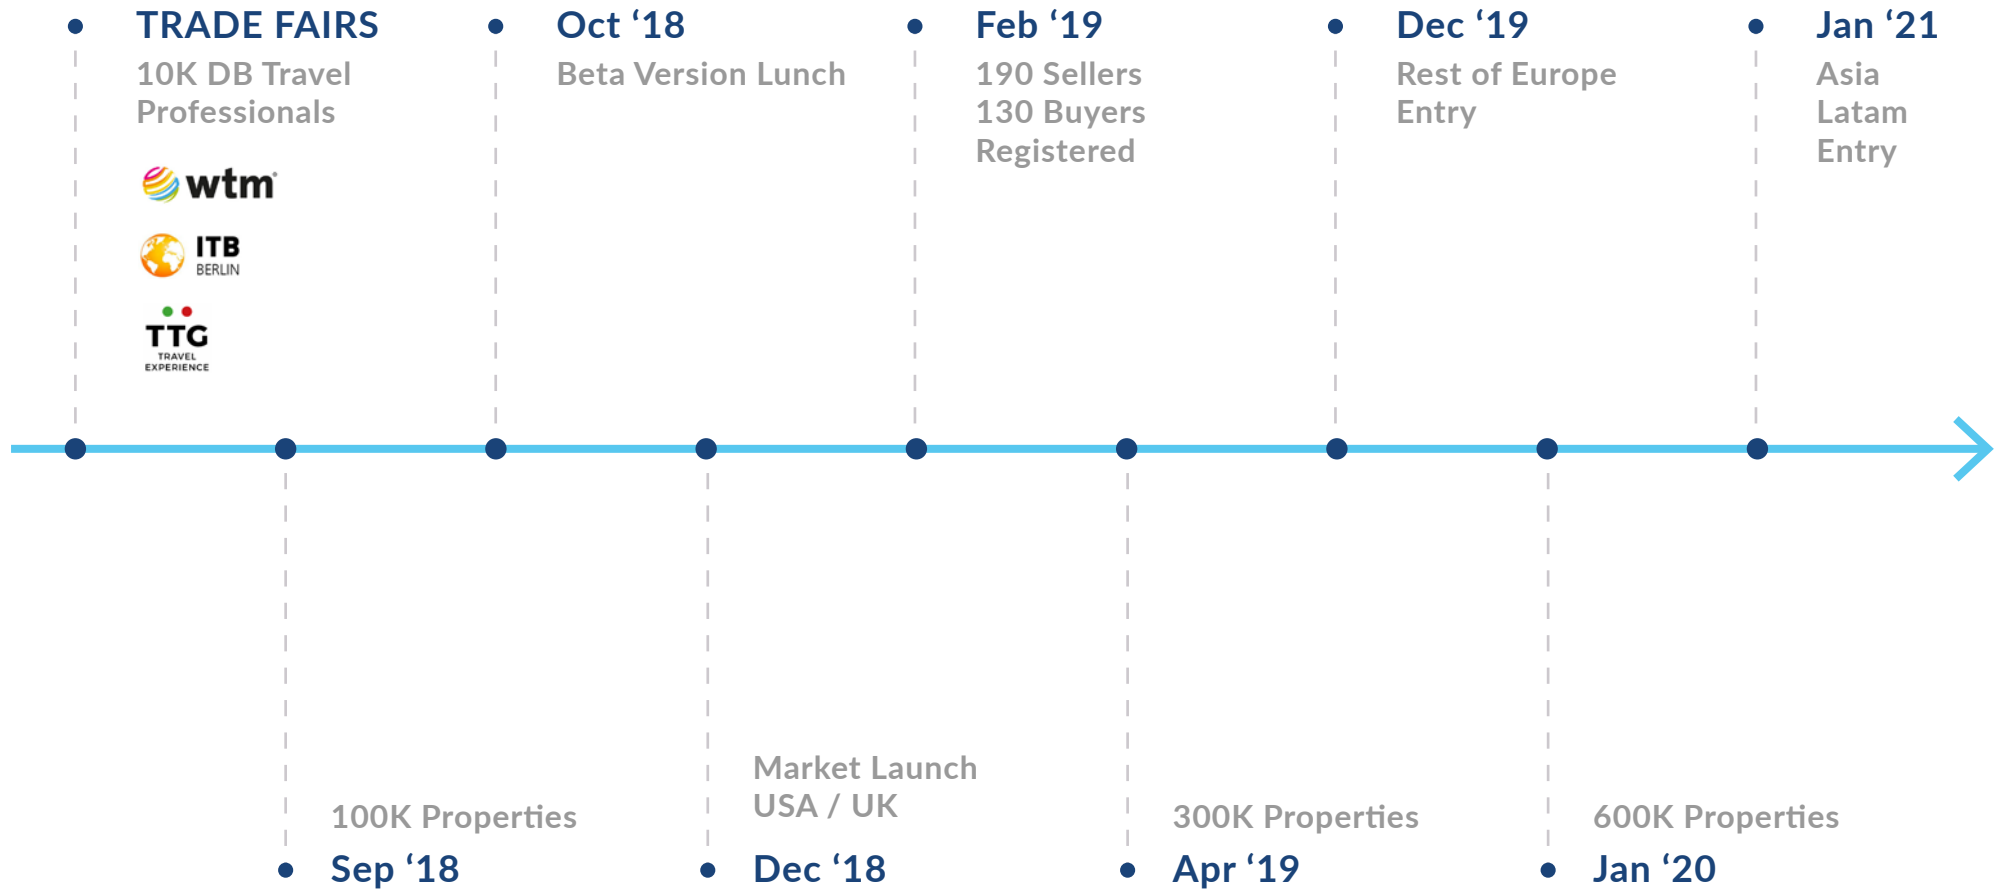 TRADE FAIRS
10K DB Travel
Professionals
wtm
ITB
BERLIN
TTG
TRAVEL
EXPERIENCE
Oct ‘18
Beta Version Lunch
Feb ‘19
190 Sellers
130 Buyers
Registered
Dec ‘19
Rest of Europe
Entry
Jan ‘21
Asia
Latam
Entry
100K Properties
Sep ‘18
Market Launch
USA / UK
Dec ‘18
300K Properties
Apr ‘19
600K Properties
Jan ‘20